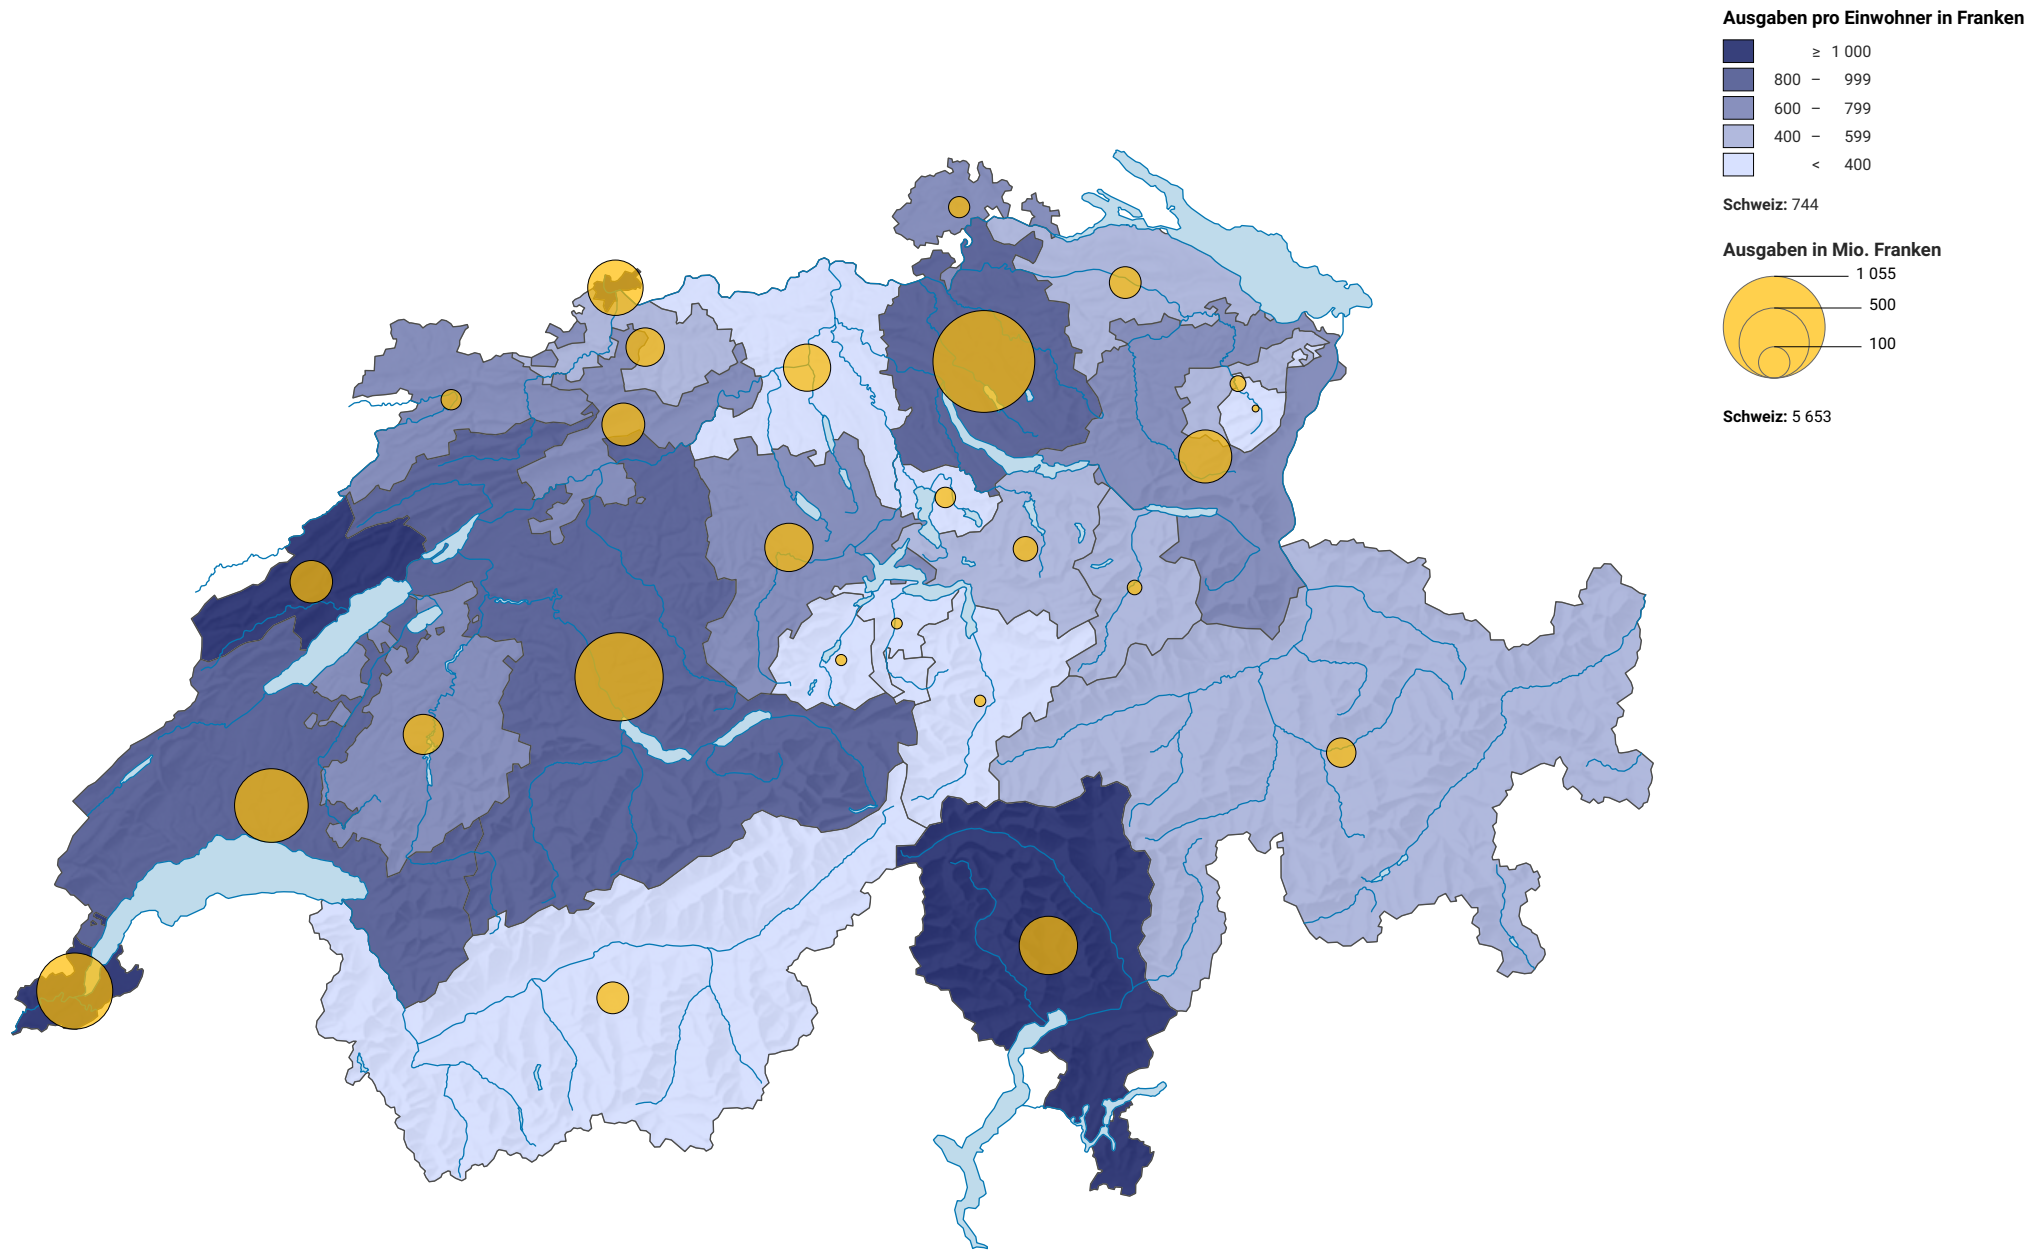 Ausgaben pro Einwohner in Franken
≥ 1 000
800 – 999
600 – 799
400 – 599
< 400
Schweiz: 744
Ausgaben in Mio. Franken
1 055
500
100
Schweiz: 5 653